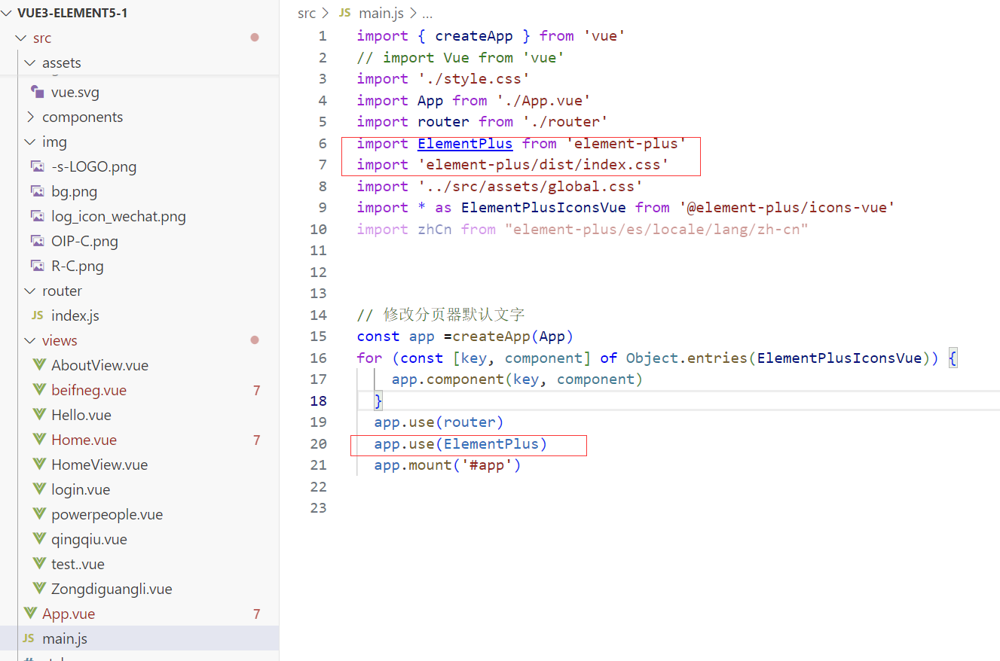 VUE3-ELEMENT5-1
src
assets
vue.svg
components
img
-s-LOGO.png
bg.png
log_icon_wechat.png
OIP-C.png
R-C.png
router
JS index.js
views
AboutView.vue
beifneg.vue 7
Hello.vue
Home.vue 7
HomeView.vue
login.vue
powerpeople.vue
qingqiu.vue
test..vue
Zongdiguangli.vue
App.vue 7
JS main.js
src > JS main.js > ...
1 import { createApp } from 'vue'
2 // import Vue from 'vue'
3 import './style.css'
4 import App from './App.vue'
5 import router from './router'
6 import ElementPlus from 'element-plus'
7 import 'element-plus/dist/index.css'
8 import '../src/assets/global.css'
9 import * as ElementPlusIconsVue from '@element-plus/icons-vue'
10 import zhCn from "element-plus/es/locale/lang/zh-cn"
11
12
13
14 // 修改分页器默认文字
15 const app =createApp(App)
16 for (const [key, component] of Object.entries(ElementPlusIconsVue)) {
17 app.component(key, component)
18 }
19 app.use(router)
20 app.use(ElementPlus)
21 app.mount('#app')
22
23